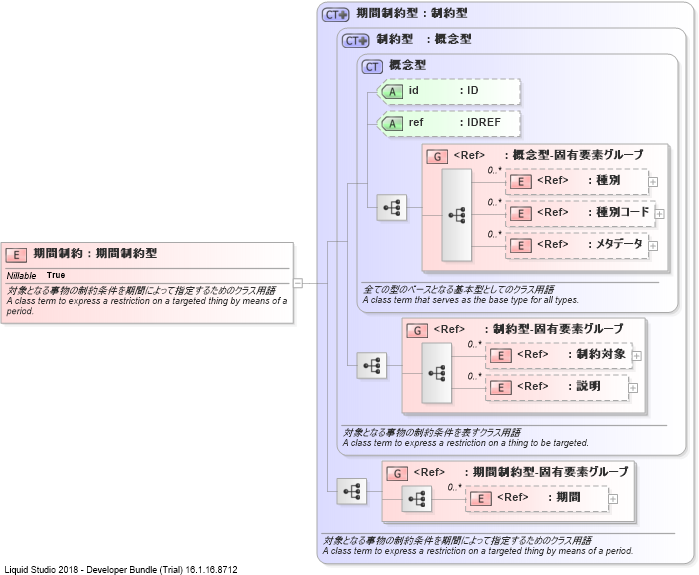 CT 期間制約型 : 制約型
CT 制約型 : 概念型
CT 概念型
A id : ID
A ref : IDREF
G <Ref> : 概念型-固有要素グループ
0..*
E <Ref> : 種別
0..*
E <Ref> : 種別コード
0..*
E <Ref> : メタデータ
E 期間制約 : 期間制約型
Nillable True
対象となる事物の制約条件を期間によって指定するためのクラス用語
A class term to express a restriction on a targeted thing by means of a
period.
全ての型のベースとなる基本型としてのクラス用語
A class term that serves as the base type for all types.
G <Ref> : 制約型-固有要素グループ
0..*
E <Ref> : 制約対象
0..*
E <Ref> : 説明
対象となる事物の制約条件を表すクラス用語
A class term to express a restriction on a thing to be targeted.
G <Ref> : 期間制約型-固有要素グループ
0..*
E <Ref> : 期間
対象となる事物の制約条件を期間によって指定するためのクラス用語
A class term to express a restriction on a targeted thing by means of a period.
Liquid Studio 2018 - Developer Bundle (Trial) 16.1.16.8712